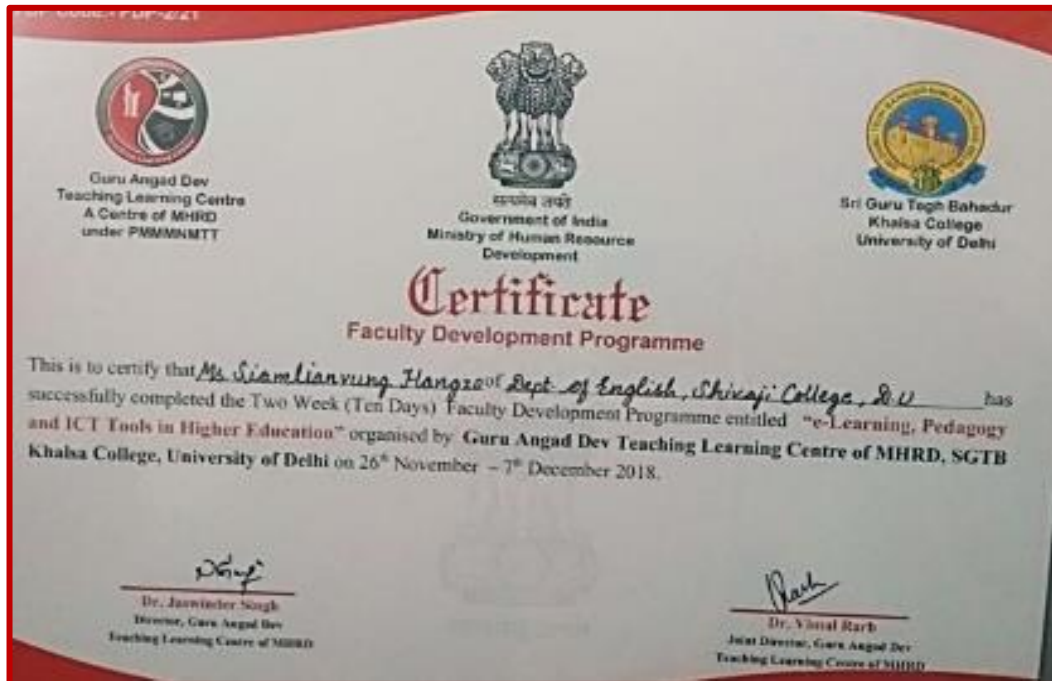 FDP Code:- FDP-2/21
Guru Angad Dev
Teaching Learning Centre
A Centre of MHRD
under PMMMNMTT
सत्यमेव जयते
Government of India
Ministry of Human Resource
Development
Sri Guru Tegh Bahadur
Khalsa College
University of Delhi
Certificate
Faculty Development Programme
This is to certify that Ms Siamlianvung Hangzo of Dept. of English, Shivaji College, D.U has
successfully completed the Two Week (Ten Days) Faculty Development Programme entitled "e-Learning, Pedagogy
and ICT Tools in Higher Education" organised by Guru Angad Dev Teaching Learning Centre of MHRD, SGTB
Khalsa College, University of Delhi on 26th November – 7th December 2018.
Dr. Jaswinder Singh
Director, Guru Angad Dev
Teaching Learning Centre of MHRD
Dr. Vimal Rarh
Joint Director, Guru Angad Dev
Teaching Learning Centre of MHRD